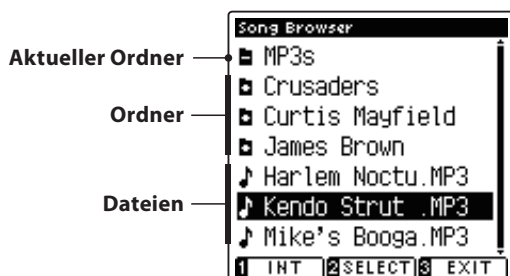 Song Browser
Aktueller Ordner
MP3s
Crusaders
Ordner
Curtis Mayfield
James Brown
Harlem Noctu.MP3
Dateien
Kendo Strut .MP3
Mike's Booga.MP3
1 INT 2 SELECT 3 EXIT